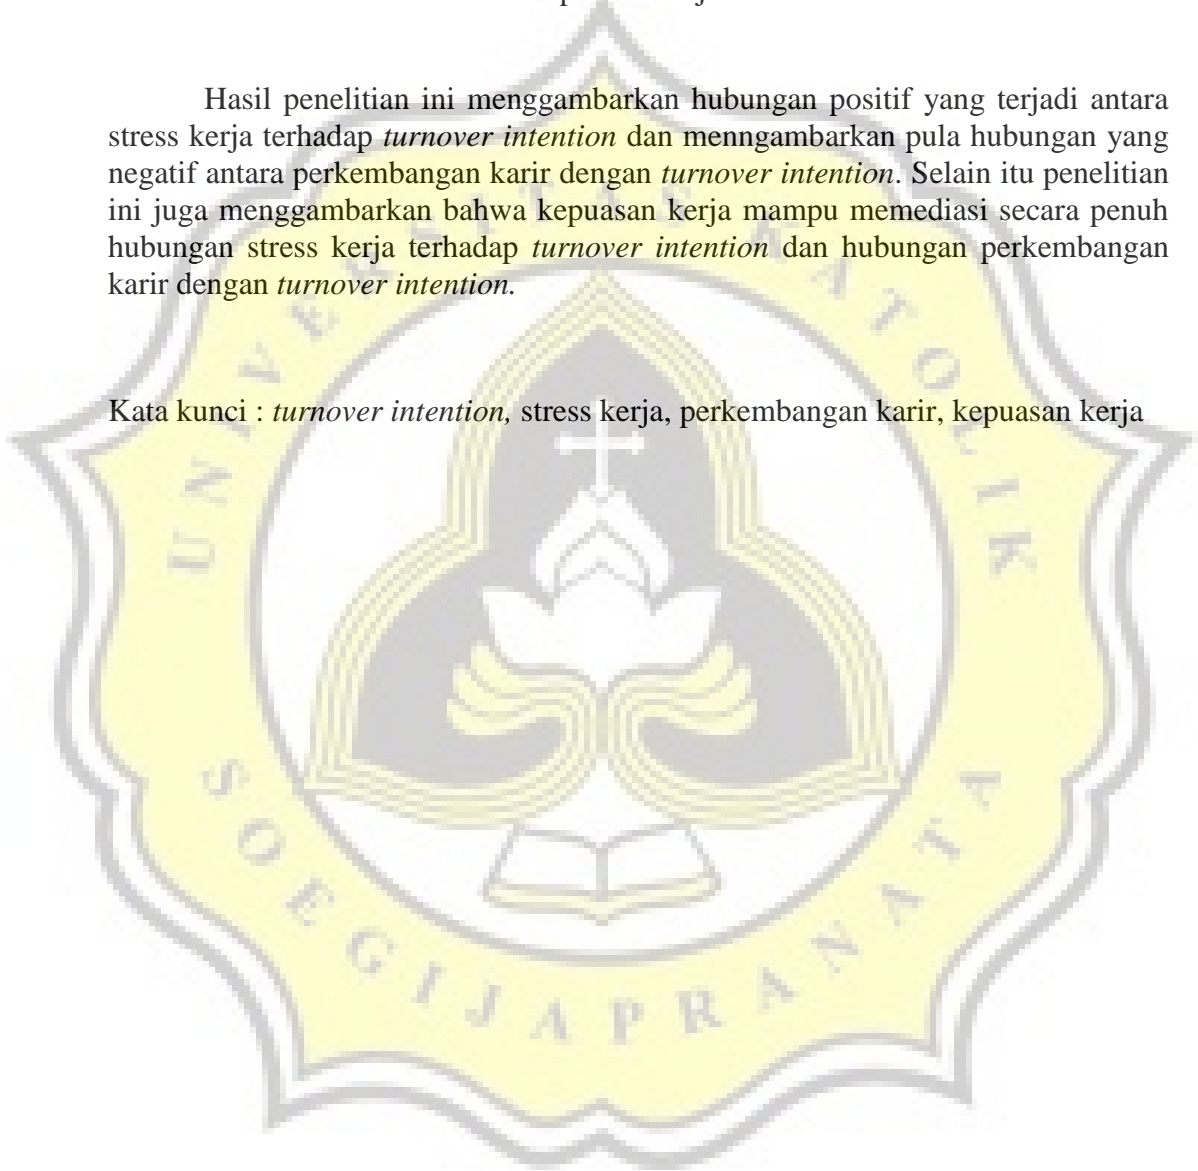 Hasil penelitian ini menggambarkan hubungan positif yang terjadi antara
stress kerja terhadap turnover intention dan menngambarkan pula hubungan yang
negatif antara perkembangan karir dengan turnover intention. Selain itu penelitian
ini juga menggambarkan bahwa kepuasan kerja mampu memediasi secara penuh
hubungan stress kerja terhadap turnover intention dan hubungan perkembangan
karir dengan turnover intention.
Kata kunci : turnover intention, stress kerja, perkembangan karir, kepuasan kerja
UNIVERSITAS KATOLIK
SOEGIJAPRANATA